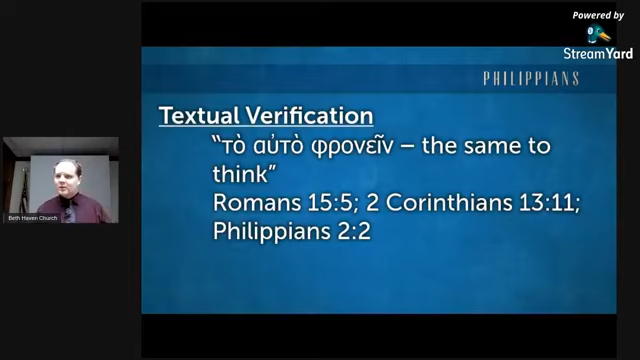 Powered by
StreamYard
PHILIPPIANS
Textual Verification
“τὸ αὐτὸ φρονεῖν – the same to
think”
Romans 15:5; 2 Corinthians 13:11;
Philippians 2:2
Beth Haven Church